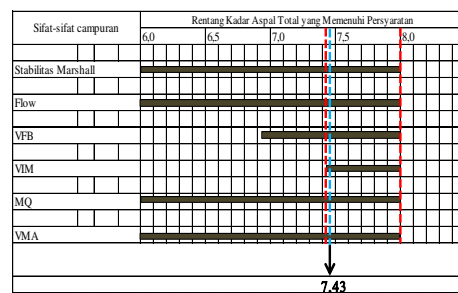 Sifat-sifat campuran
Rentang Kadar Aspal Total yang Memenuhi Persyaratan
6,0 6,5 7,0 7,5 8,0
Stabilitas Marshall
Flow
VFB
VIM
MQ
VMA
7.43